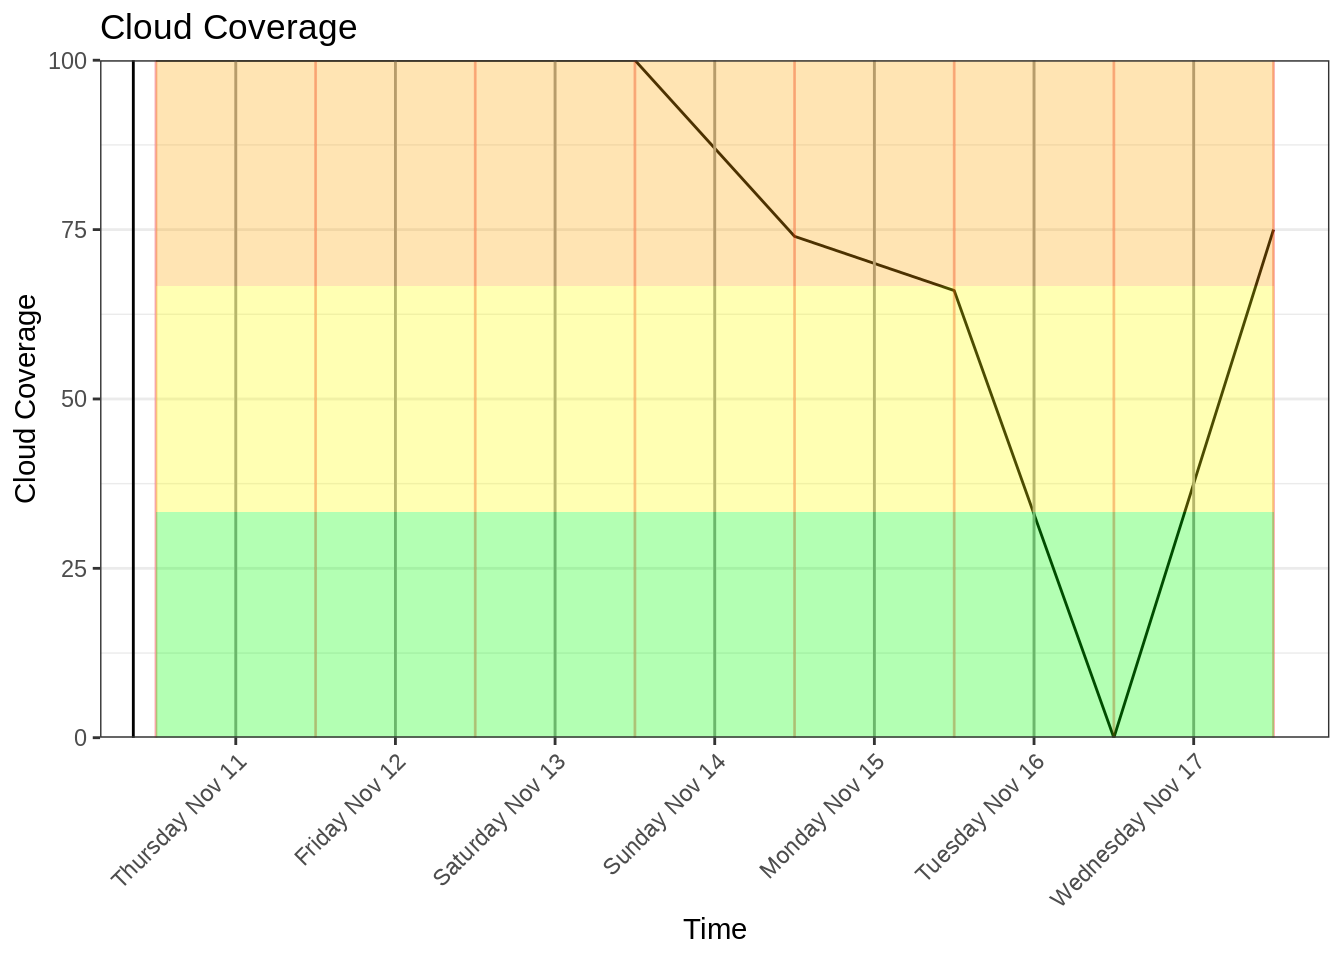 Cloud Coverage
Cloud Coverage
100
75
50
25
0
Thursday Nov 11
Friday Nov 12
Saturday Nov 13
Sunday Nov 14
Monday Nov 15
Tuesday Nov 16
Wednesday Nov 17
Time